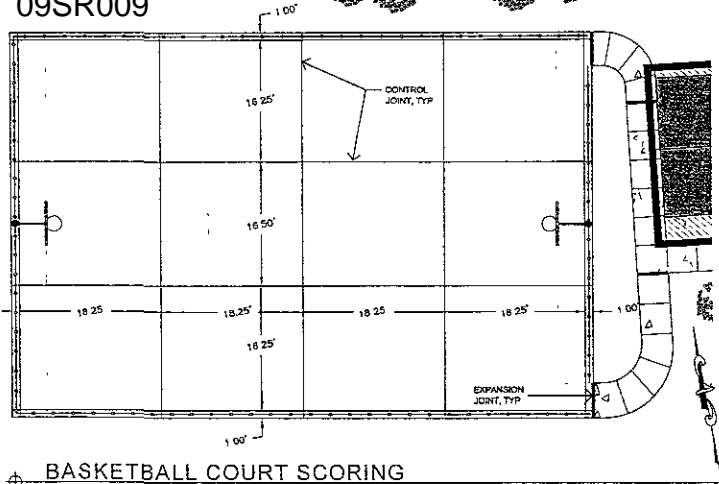 09SR009
1 00'
CONTROL
JOINT, TYP
16 25'
16 50'
18.25
18.25'
18 25
18 25'
1 00'
16 25'
EXPANSION
JOINT, TYP
1 00'
BASKETBALL COURT SCORING